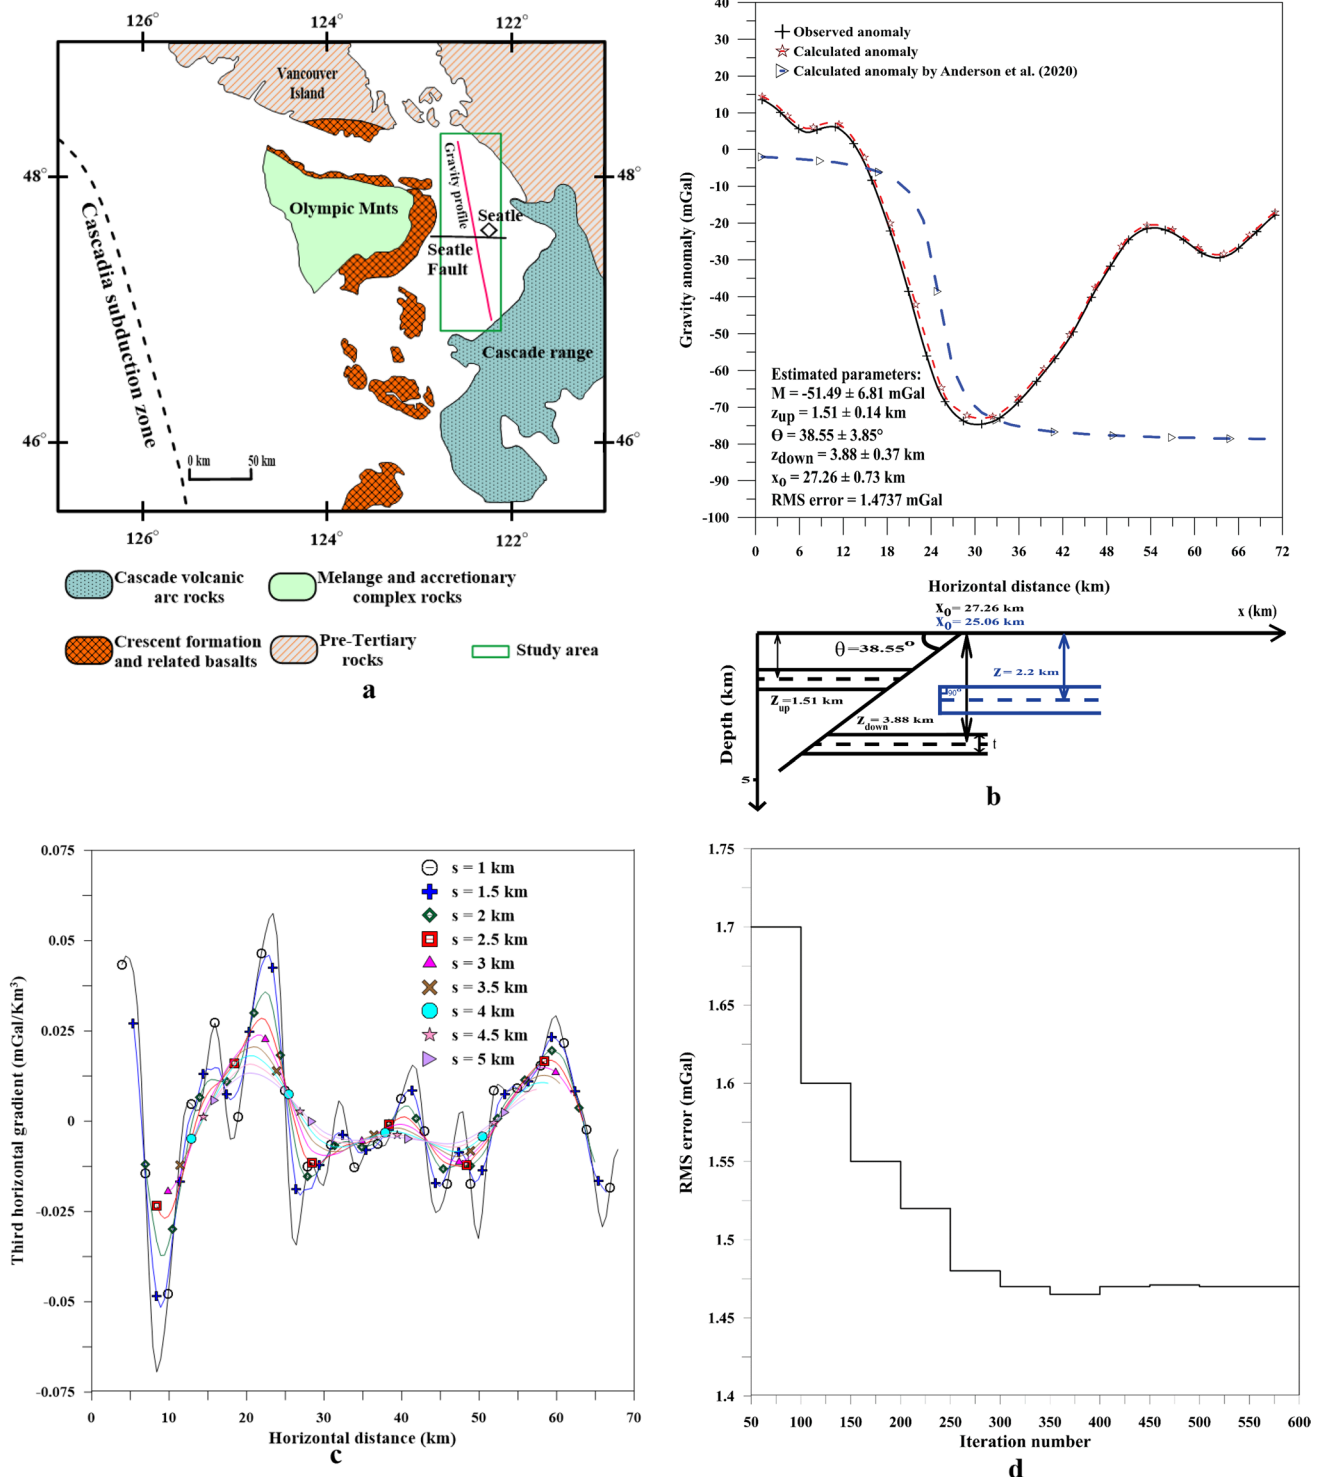 126° 124° 122°
Vancouver
Island
48° 48°
Gravity profile
Olympic Mnts
Seatle
Seatle
Fault
Cascadia subduction zone
Cascade range
46° 46°
0 km 50 km
126° 124° 122°
Cascade volcanic
arc rocks
Melange and accretionary
complex rocks
Crescent formation
and related basalts
Pre-Tertiary
rocks
Study area
a
40
30
20
10
0
-10
-20
-30
-40
-50
-60
-70
-80
-90
-100
Gravity anomaly (mGal)
Observed anomaly
Calculated anomaly
Calculated anomaly by Anderson et al. (2020)
Estimated parameters:
M = -51.49 ± 6.81 mGal
zup = 1.51 ± 0.14 km
Θ = 38.55 ± 3.85°
zdown = 3.88 ± 0.37 km
xo = 27.26 ± 0.73 km
RMS error = 1.4737 mGal
0 6 12 18 24 30 36 42 48 54 60 66 72
Horizontal distance (km)
xo= 27.26 km
xo= 25.06 km
x (km)
θ=38.55°
Z = 2.2 km
90°
Zup=1.51 km
Zdown= 3.88 km
t
Depth (km)
5
b
0.075
0.05
0.025
0
-0.025
-0.05
-0.075
Third horizontal gradient (mGal/Km³)
s = 1 km
s = 1.5 km
s = 2 km
s = 2.5 km
s = 3 km
s = 3.5 km
s = 4 km
s = 4.5 km
s = 5 km
0 10 20 30 40 50 60 70
Horizontal distance (km)
c
1.75
1.7
1.65
1.6
1.55
1.5
1.45
1.4
RMS error (mGal)
50 100 150 200 250 300 350 400 450 500 550 600
Iteration number
d